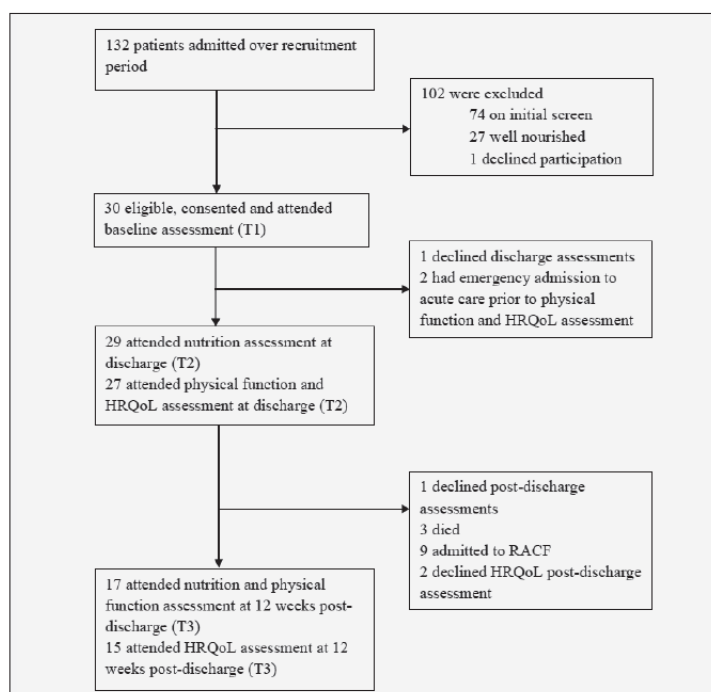 132 patients admitted over recruitment
period
102 were excluded
74 on initial screen
27 well nourished
1 declined participation
30 eligible, consented and attended
baseline assessment (T1)
1 declined discharge assessments
2 had emergency admission to
acute care prior to physical
function and HRQoL assessment
29 attended nutrition assessment at
discharge (T2)
27 attended physical function and
HRQoL assessment at discharge (T2)
1 declined post-discharge
assessments
3 died
9 admitted to RACF
2 declined HRQoL post-discharge
assessment
17 attended nutrition and physical
function assessment at 12 weeks post-
discharge (T3)
15 attended HRQoL assessment at 12
weeks post-discharge (T3)